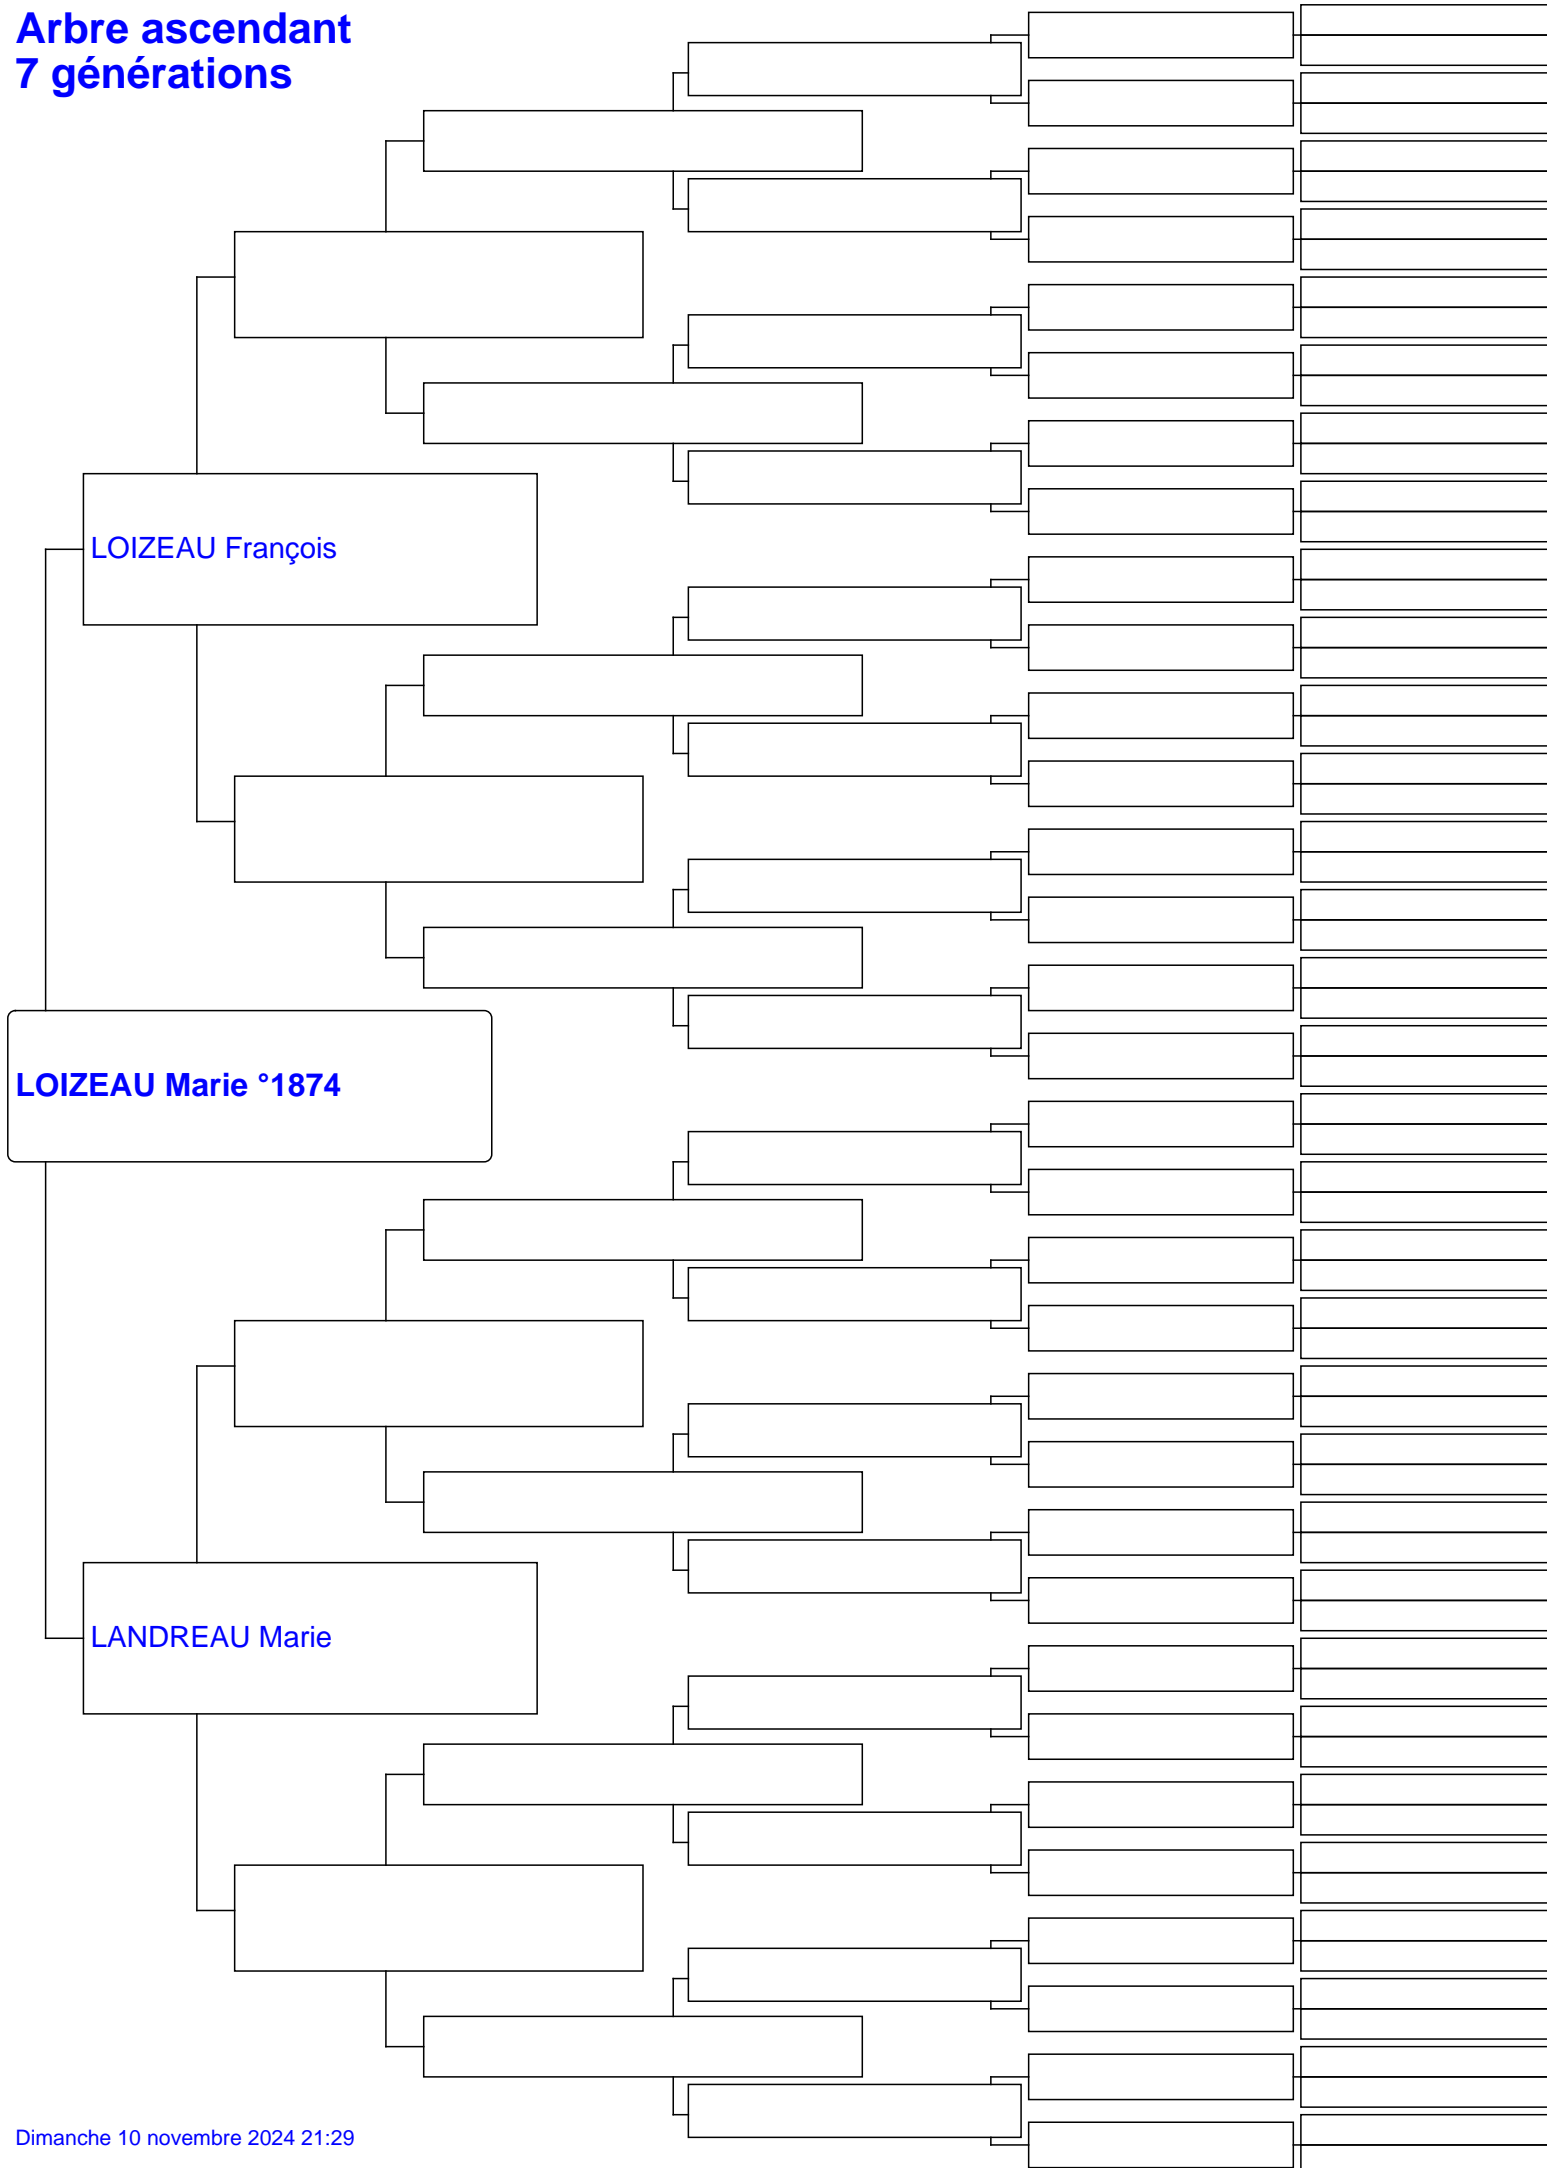 Arbre ascendant
7 générations
LOIZEAU François
LOIZEAU Marie °1874
LANDREAU Marie
Dimanche 10 novembre 2024 21:29